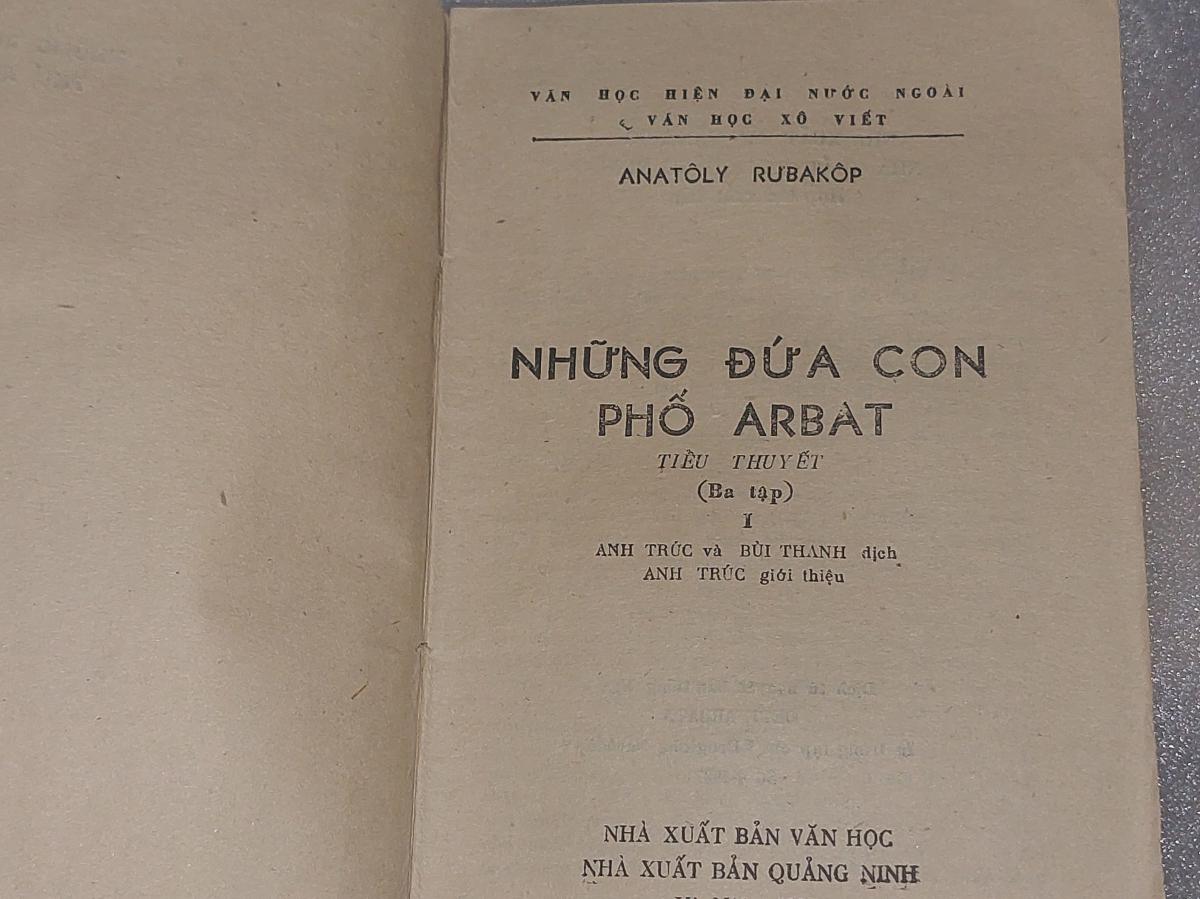 VĂN HỌC HIỆN ĐẠI NƯỚC NGOÀI
VĂN HỌC XÔ VIẾT
ANATÔLY RƯBAKÔP
NHỮNG ĐỨA CON
PHỐ ARBAT
TIỂU THUYẾT
(Ba tập)
I
ANH TRÚC và BÙI THANH dịch
ANH TRÚC giới thiệu
NHÀ XUẤT BẢN VĂN HỌC
NHÀ XUẤT BẢN QUẢNG NINH